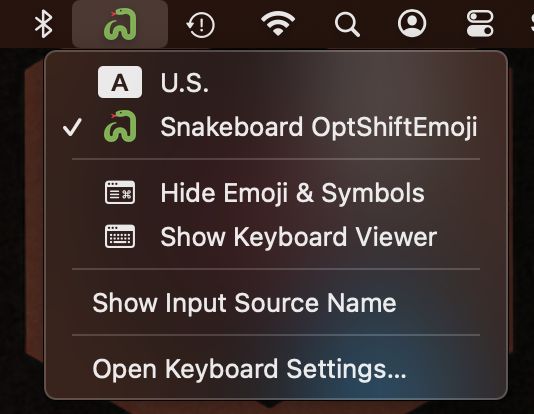 A U.S.
Snakeboard OptShiftEmoji
Hide Emoji & Symbols
Show Keyboard Viewer
Show Input Source Name
Open Keyboard Settings...